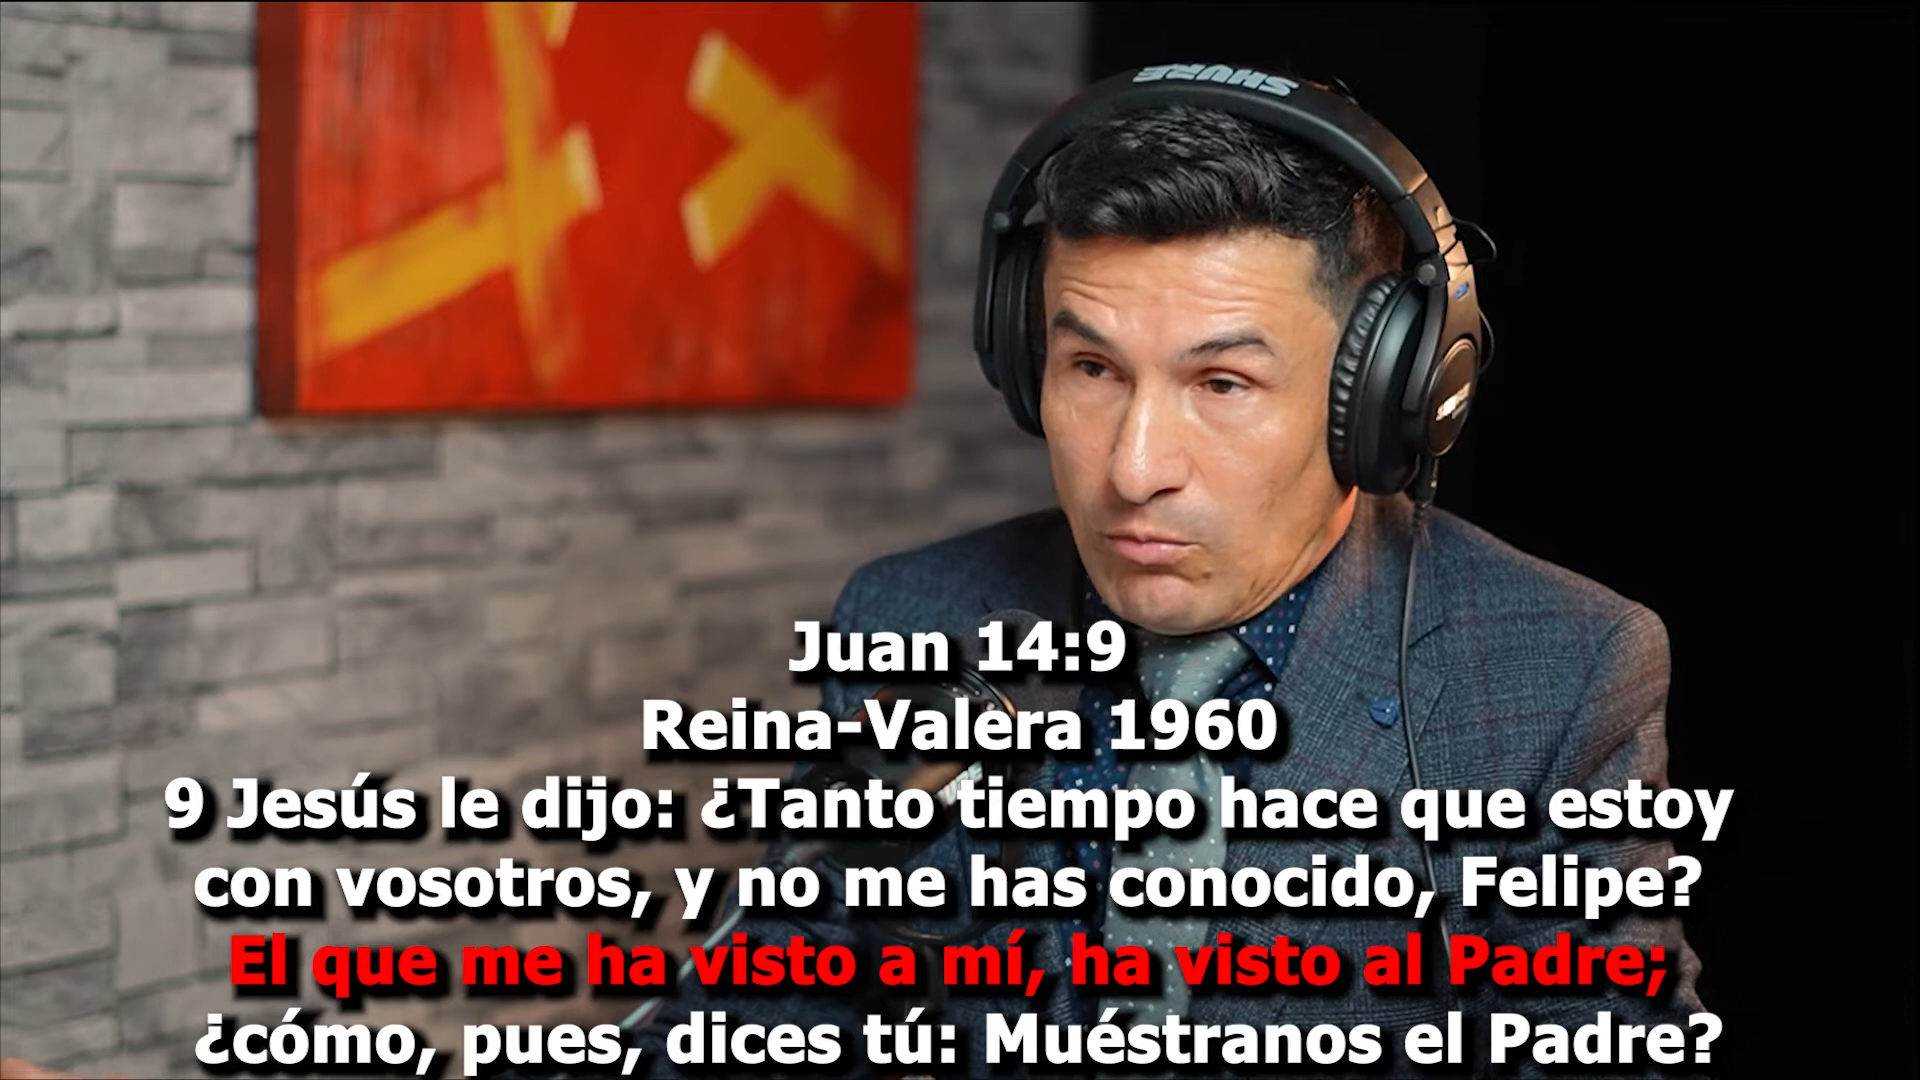 SHURE
Juan 14:9
Reina-Valera 1960
9 Jesús le dijo: ¿Tanto tiempo hace que estoy
con vosotros, y no me has conocido, Felipe?
El que me ha visto a mí, ha visto al Padre;
¿cómo, pues, dices tú: Muéstranos el Padre?